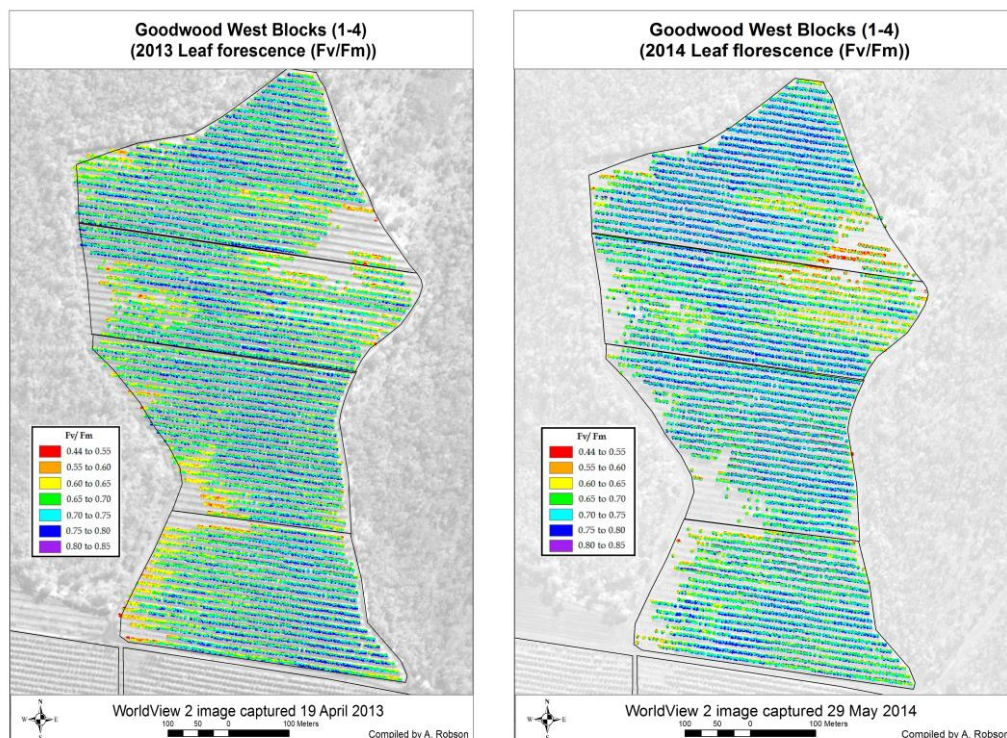 Goodwood West Blocks (1-4)
(2013 Leaf forescence (Fv/Fm))
Fv/ Fm
0.44 to 0.55
0.55 to 0.60
0.60 to 0.65
0.65 to 0.70
0.70 to 0.75
0.75 to 0.80
0.80 to 0.85
N
W E
S
WorldView 2 image captured 19 April 2013
100 50 0 100 Meters
Compiled by A. Robson
Goodwood West Blocks (1-4)
(2014 Leaf florescence (Fv/Fm))
Fv/ Fm
0.44 to 0.55
0.55 to 0.60
0.60 to 0.65
0.65 to 0.70
0.70 to 0.75
0.75 to 0.80
0.80 to 0.85
N
W E
S
WorldView 2 image captured 29 May 2014
100 50 0 100 Meters
Compiled by A. Robson